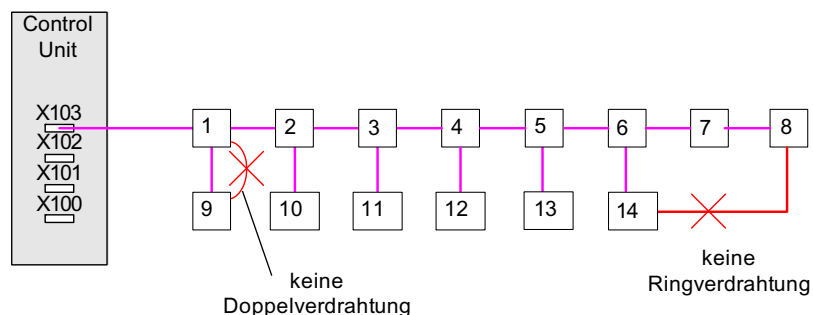 Control
Unit
X103
X102
X101
X100
1 2 3 4 5 6 7 8
9 10 11 12 13 14
keine
Doppelverdrahtung
keine
Ringverdrahtung